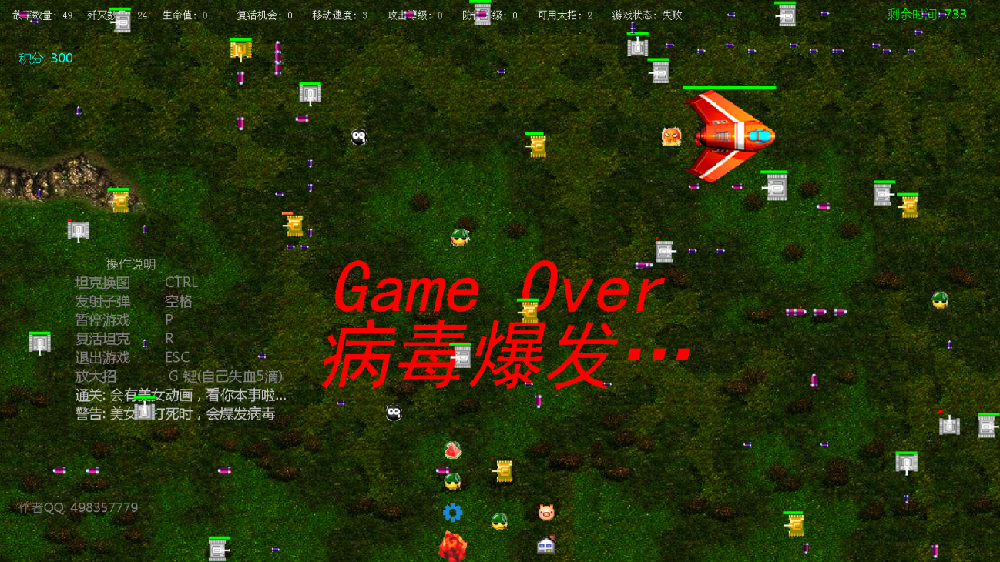 数量: 49 歼灭数 24 生命值: 0 复活机会: 0 移动速度: 3 攻击等级: 0 防 级: 0 可用大招: 2 游戏状态: 失败 剩余时间: 733
积分: 300
操作说明
坦克换图 CTRL
发射子弹 空格
暂停游戏 P
复活坦克 R
退出游戏 ESC
放大招 G 键(自己失血5滴)
通关: 会有美女动画，看你本事啦...
警告: 美女 打死时，会爆发病毒
Game Over
病毒爆发…
作者QQ: 498357779